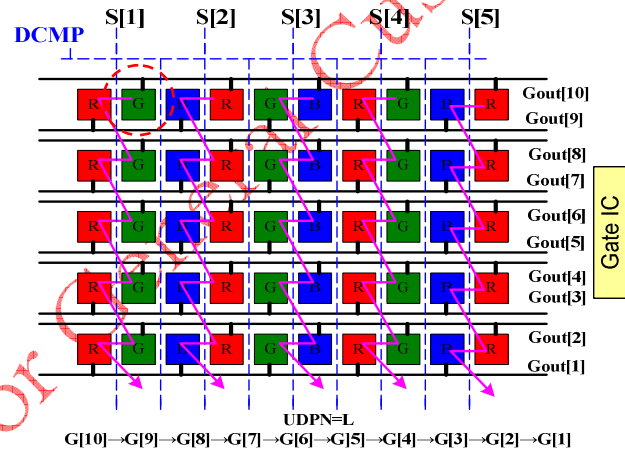 S[1] S[2] S[3] S[4] S[5]
DCMP
R G B R G B R G B R Gout[10]
Gout[9]
R G B R G B R G B R Gout[8]
Gout[7]
R G B R G B R G B R Gout[6]
Gout[5]
R G B R G B R G B R Gout[4]
Gout[3]
R G B R G B R G B R Gout[2]
Gout[1]
Gate IC
UDPN=L
G[10]→G[9]→G[8]→G[7]→G[6]→G]5]→G[4]→G[3]→G[2]→G[1]